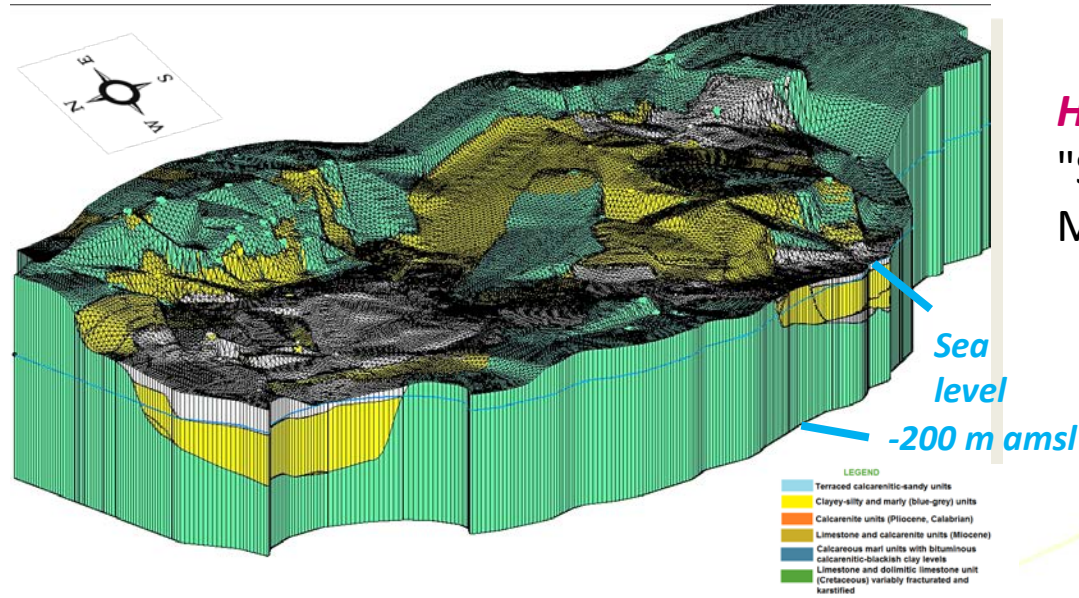 E
S
N
W
H
"S
M
Sea
level
-200 m amsl
LEGEND
Terraced calcarenitic-sandy units
Clayey-silty and marly (blue-grey) units
Calcarenite units (Pliocene, Calabrian)
Limestone and calcarenite units (Miocene)
Calcareous marl units with bituminous
calcarenitic-blackish clay levels
Limestone and dolimitic limestone unit
(Cretaceous) variably fracturated and
karstified